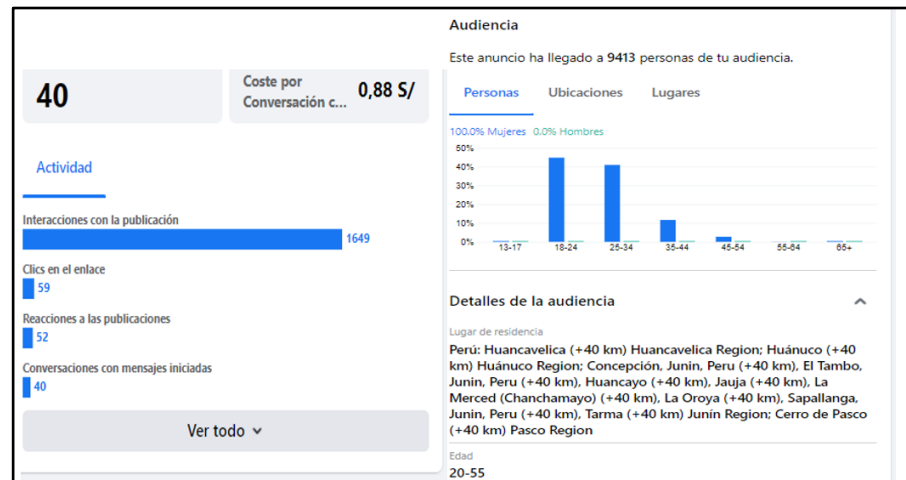 40
Coste por
Conversación c...
0,88 S/
Actividad
Interacciones con la publicación
1649
Clics en el enlace
59
Reacciones a las publicaciones
52
Conversaciones con mensajes iniciadas
40
Ver todo
Audiencia
Este anuncio ha llegado a 9413 personas de tu audiencia.
Personas Ubicaciones Lugares
100.0% Mujeres 0.0% Hombres
50%
40%
30%
20%
10%
0%
13-17 18-24 25-34 35-44 45-54 55-64 65+
Detalles de la audiencia
Lugar de residencia
Perú: Huancavelica (+40 km) Huancavelica Region; Huánuco (+40
km) Huánuco Region; Concepción, Junin, Peru (+40 km), El Tambo,
Junin, Peru (+40 km), Huancayo (+40 km), Jauja (+40 km), La
Merced (Chanchamayo) (+40 km), La Oroya (+40 km), Sapallanga,
Junin, Peru (+40 km), Tarma (+40 km) Junín Region; Cerro de Pasco
(+40 km) Pasco Region
Edad
20-55